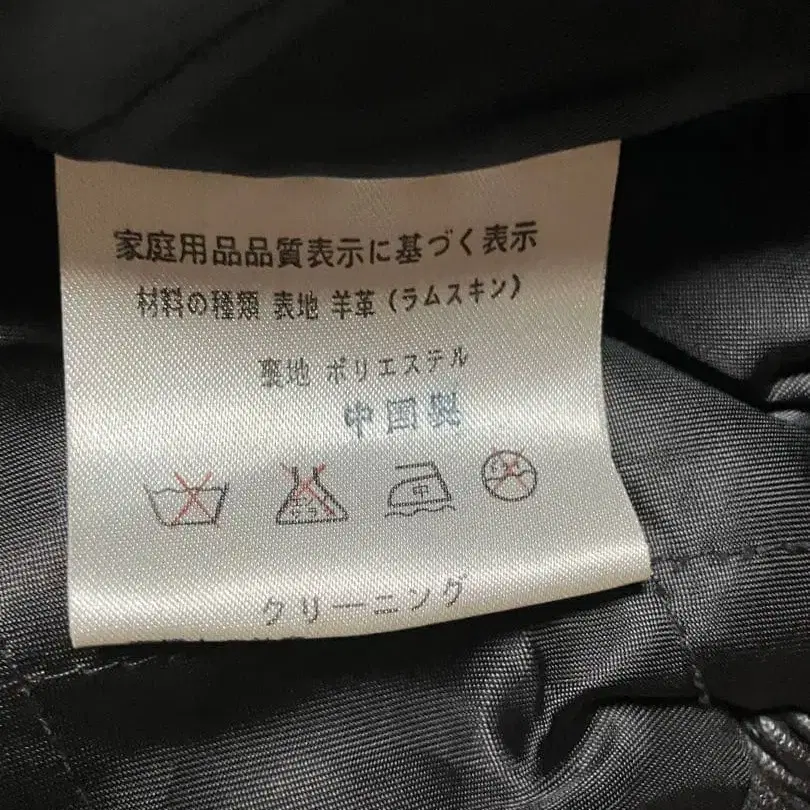 家庭用品品質表示に基づく表示
材料の種類 表地 羊革(ラムスキン)
裏地 ポリエステル
中国製
中
クリーニング